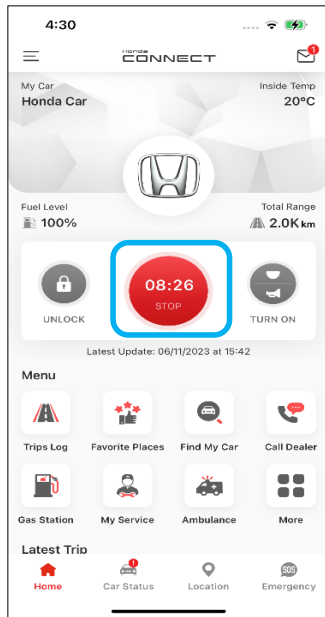 4:30
HONDA
CONNECT
9
My Car
Inside Temp
Honda Car
20°C
Fuel Level
Total Range
100%
2.0K km
08:26
STOP
UNLOCK
TURN ON
Latest Update: 06/11/2023 at 15:42
Menu
Trips Log
Favorite Places
Find My Car
Call Dealer
Gas Station
My Service
Ambulance
More
Latest Trip
SOS
Home
Car Status
Location
Emergency